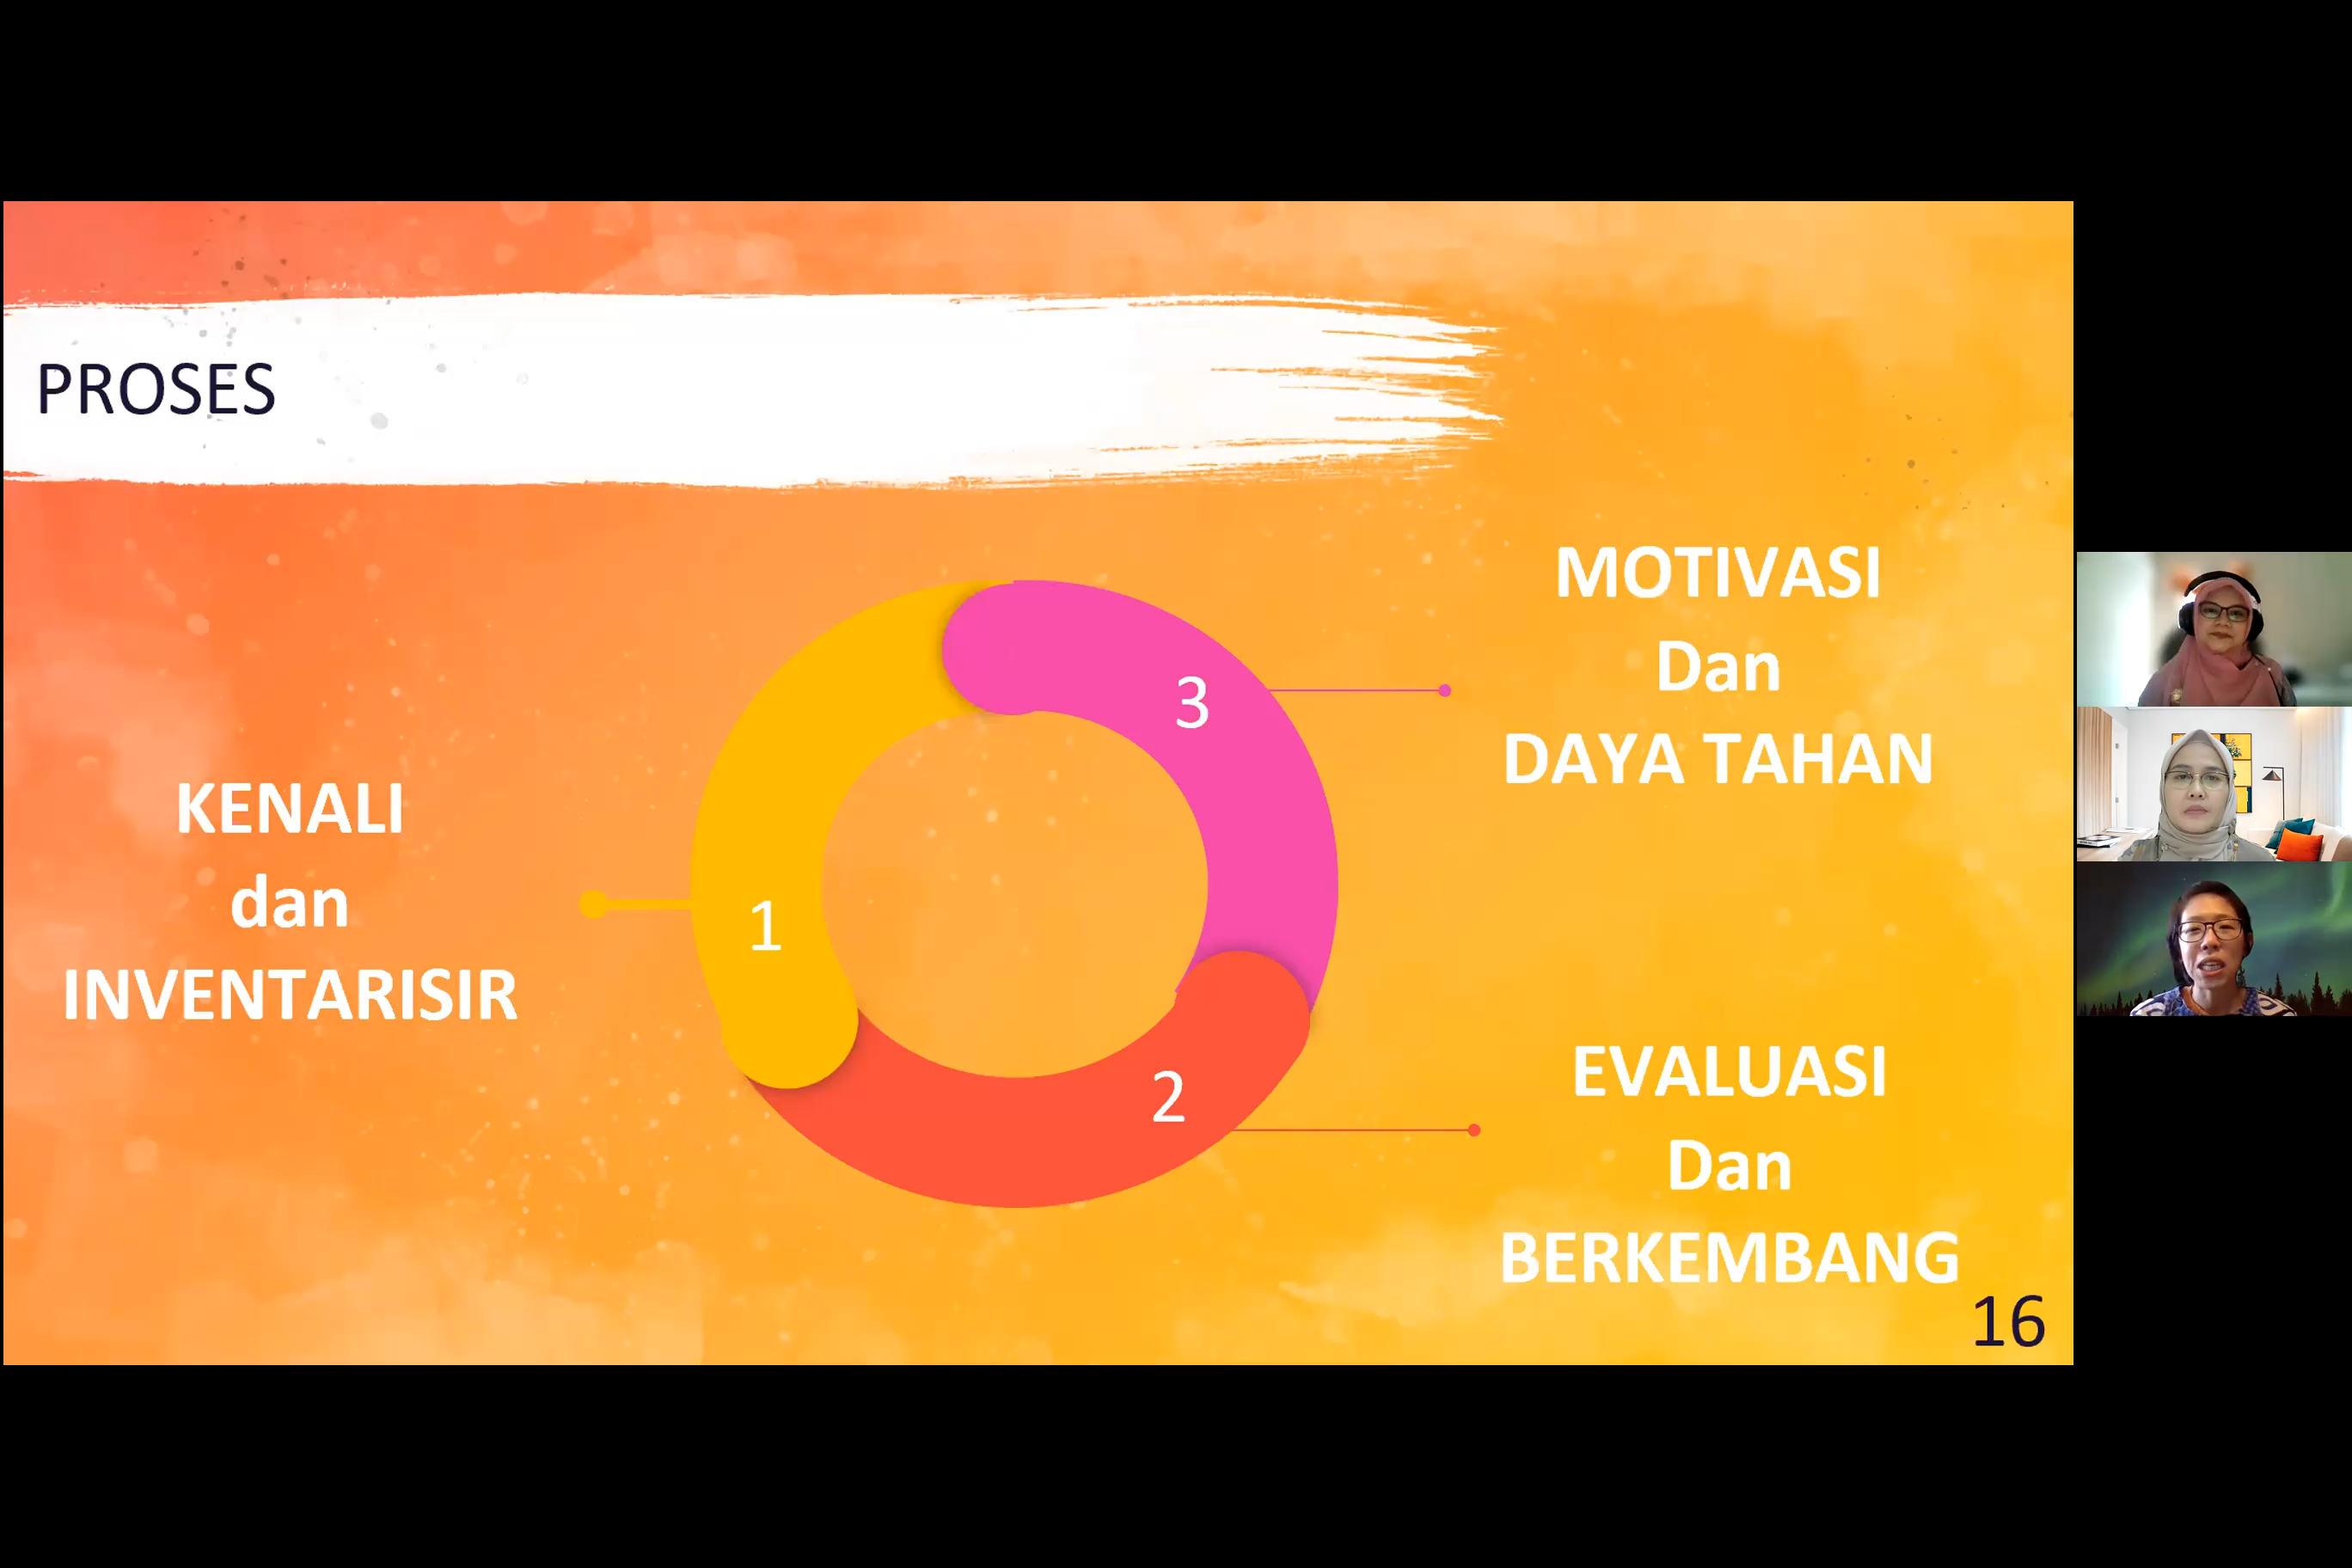 PROSES
KENALI
dan
INVENTARISIR
1
3
MOTIVASI
Dan
DAYA TAHAN
2
EVALUASI
Dan
BERKEMBANG
16